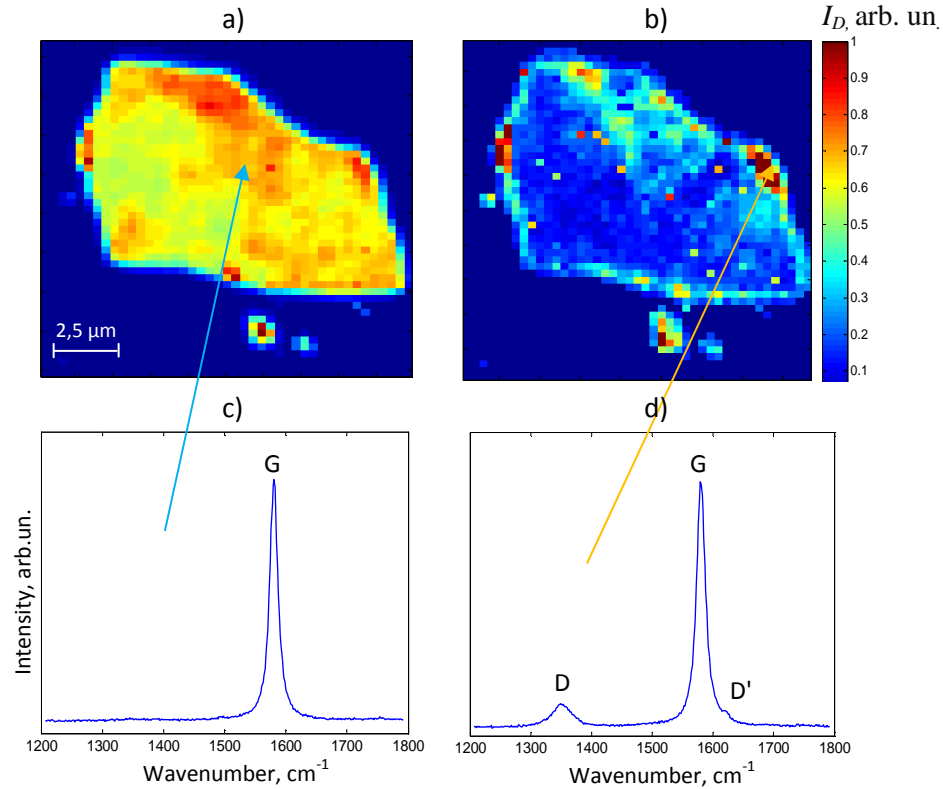 a)
b)
I_D, arb. un.
1
0.9
0.8
0.7
0.6
0.5
0.4
0.3
0.2
0.1
2,5 µm
c)
d)
G
Intensity, arb.un.
1200 1300 1400 1500 1600 1700 1800
Wavenumber, cm⁻¹
G
D
D'
1200 1300 1400 1500 1600 1700 1800
Wavenumber, cm⁻¹